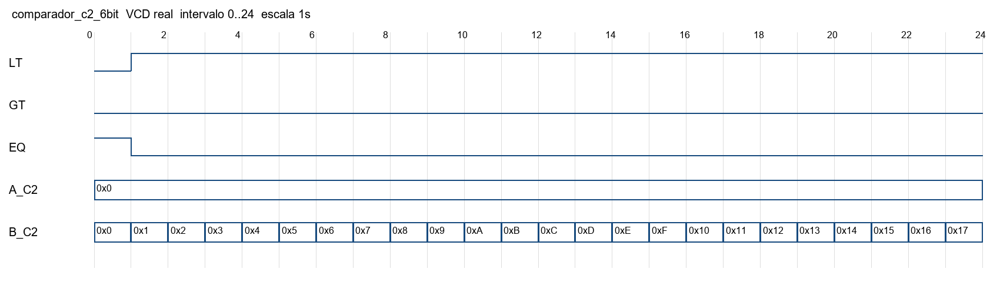 comparador_c2_6bit  VCD real  intervalo 0..24  escala 1s
0 2 4 6 8 10 12 14 16 18 20 22 24
LT
GT
EQ
A_C2 0x0
B_C2 0x0 0x1 0x2 0x3 0x4 0x5 0x6 0x7 0x8 0x9 0xA 0xB 0xC 0xD 0xE 0xF 0x10 0x11 0x12 0x13 0x14 0x15 0x16 0x17